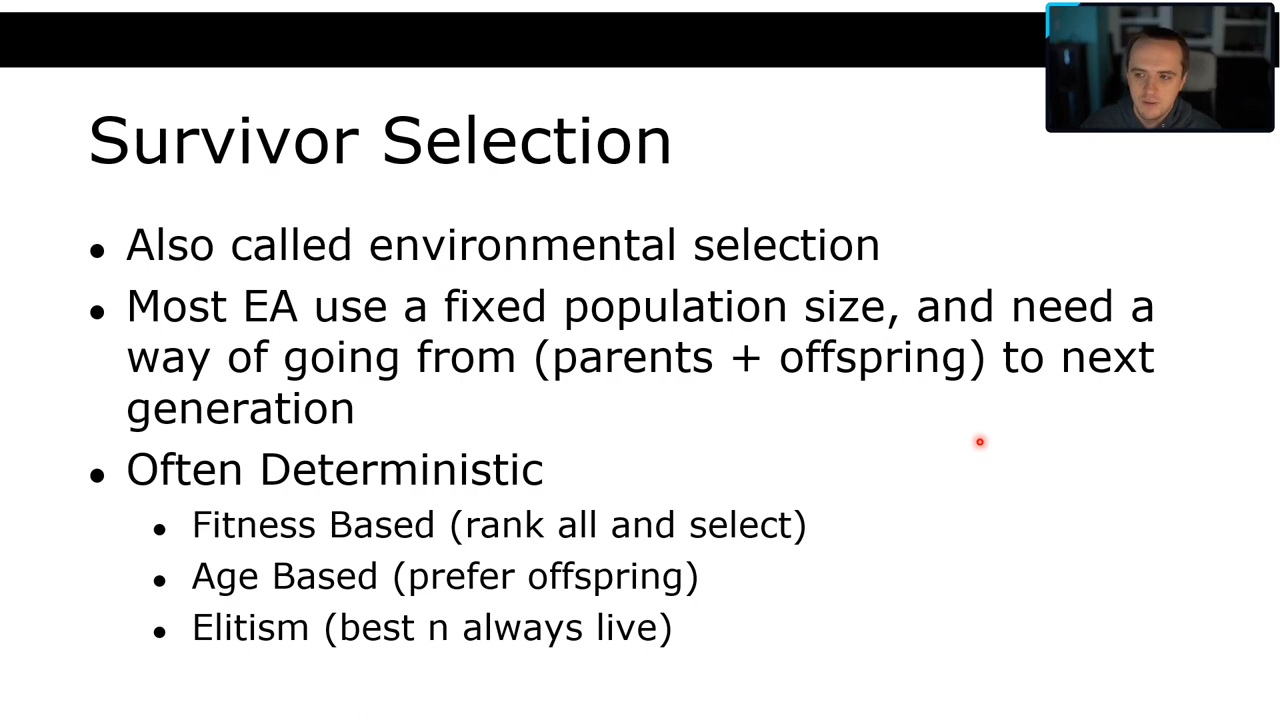 Survivor Selection
• Also called environmental selection
• Most EA use a fixed population size, and need a
way of going from (parents + offspring) to next
generation
• Often Deterministic
• Fitness Based (rank all and select)
• Age Based (prefer offspring)
• Elitism (best n always live)